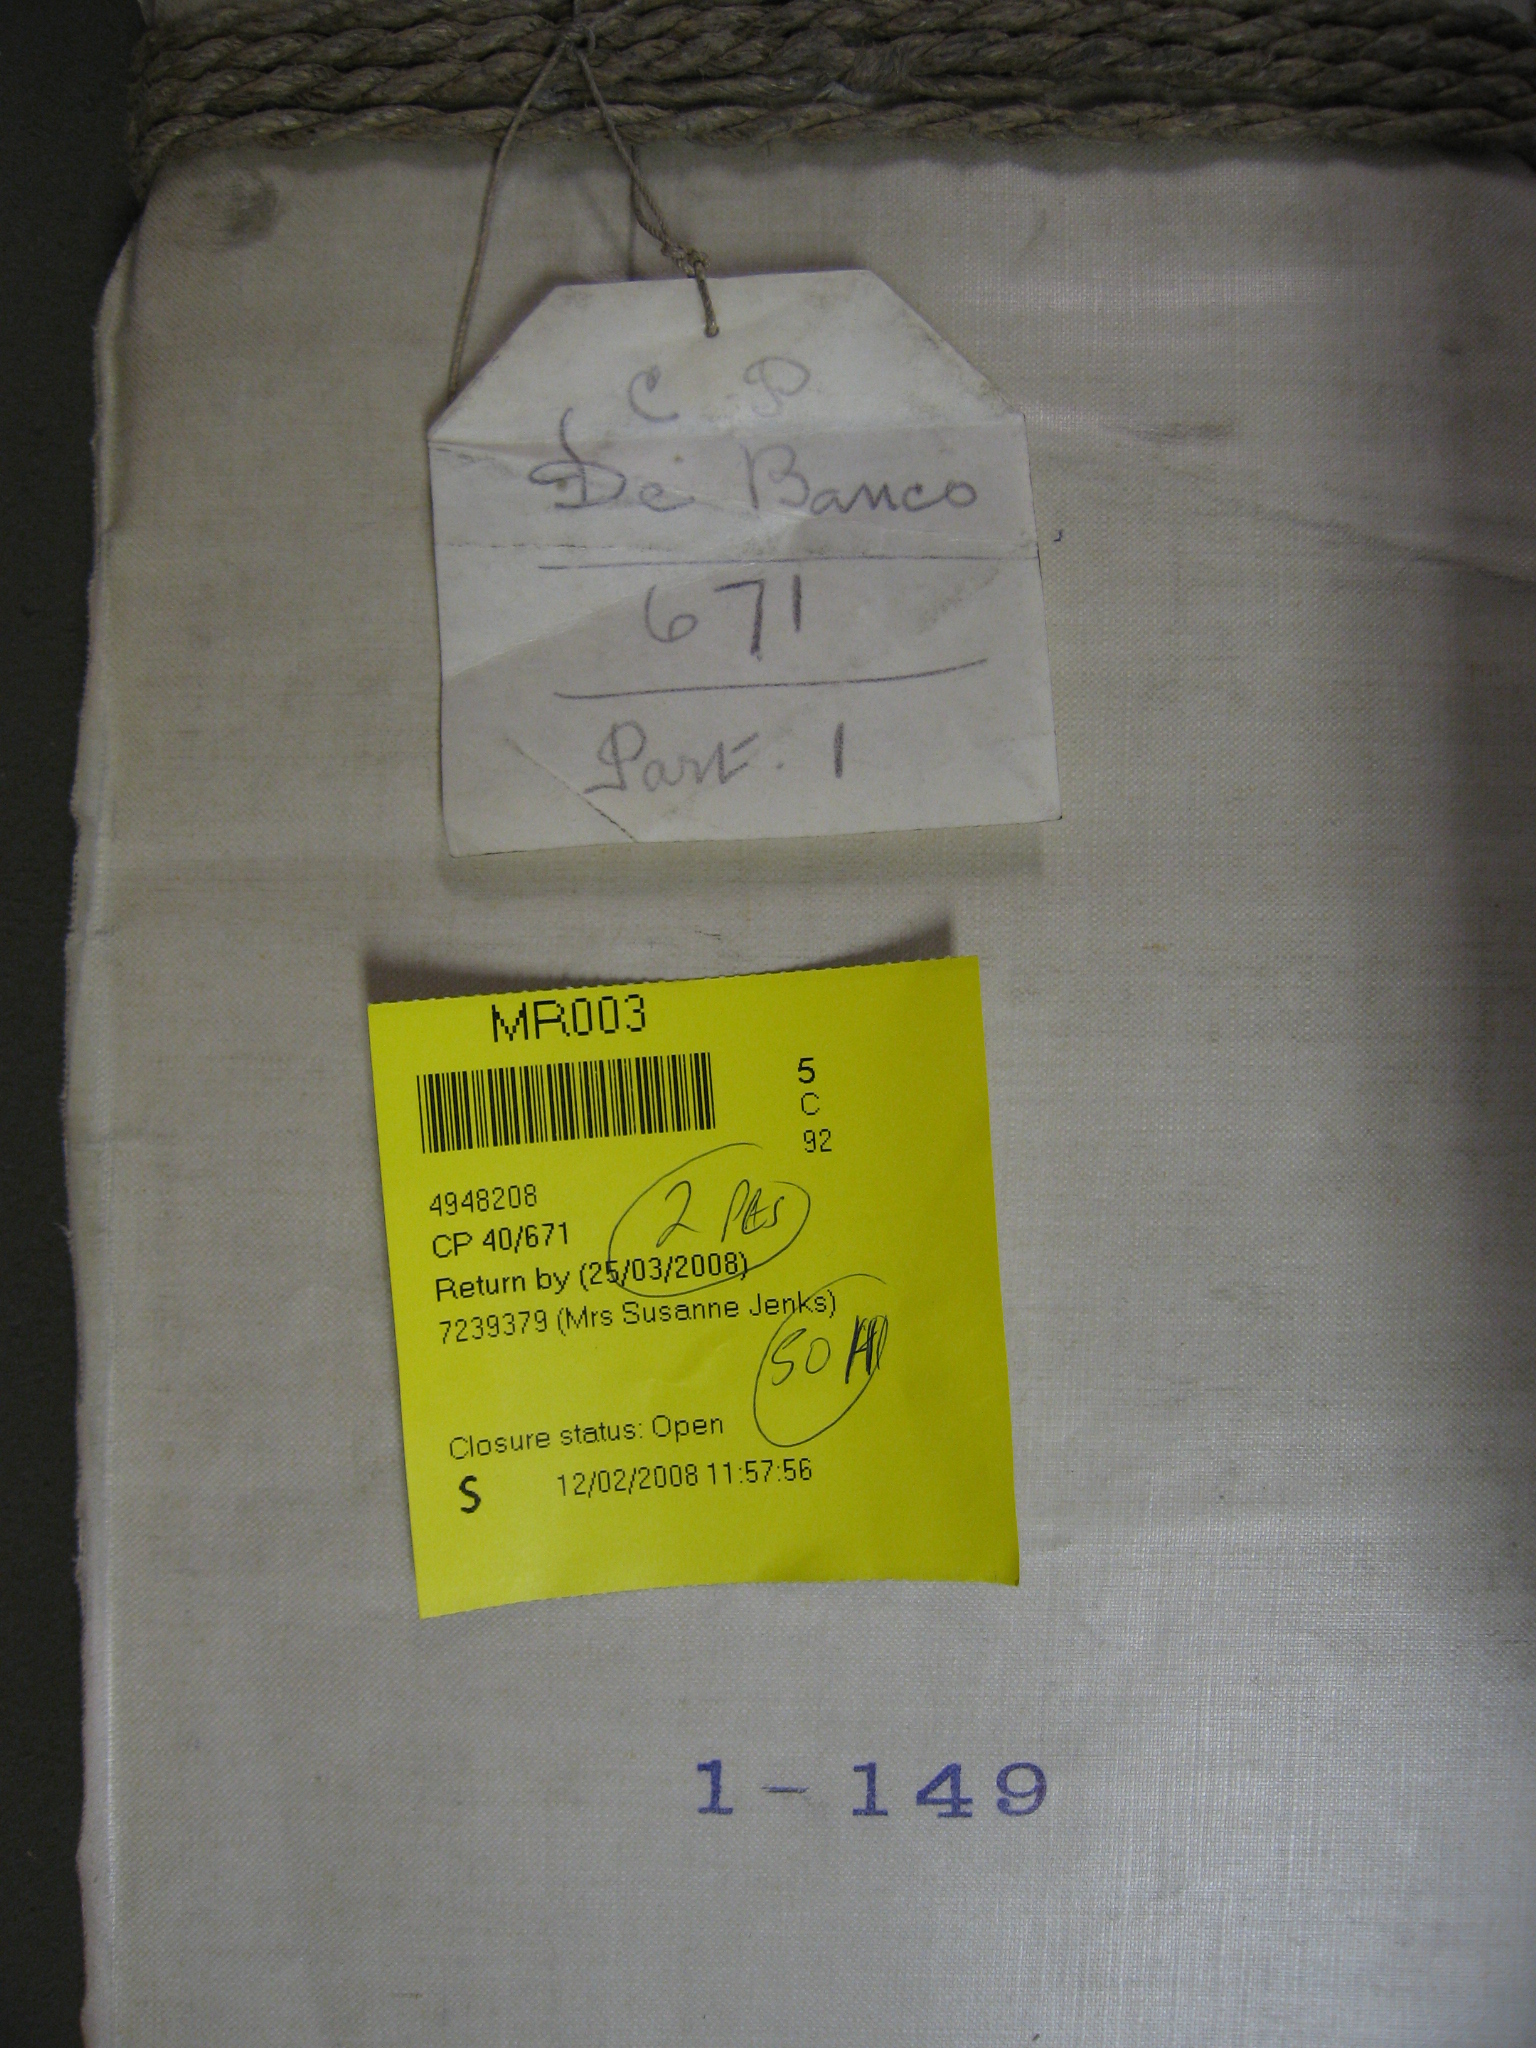 C P
De Banco
671
Part. 1
MR003
5
C
92
4948208
2 PES
CP 40/671
Return by (25/03/2008)
7239379 (Mrs Susanne Jenks)
50
Closure status: Open
S 12/02/2008 11:57:56
1-149